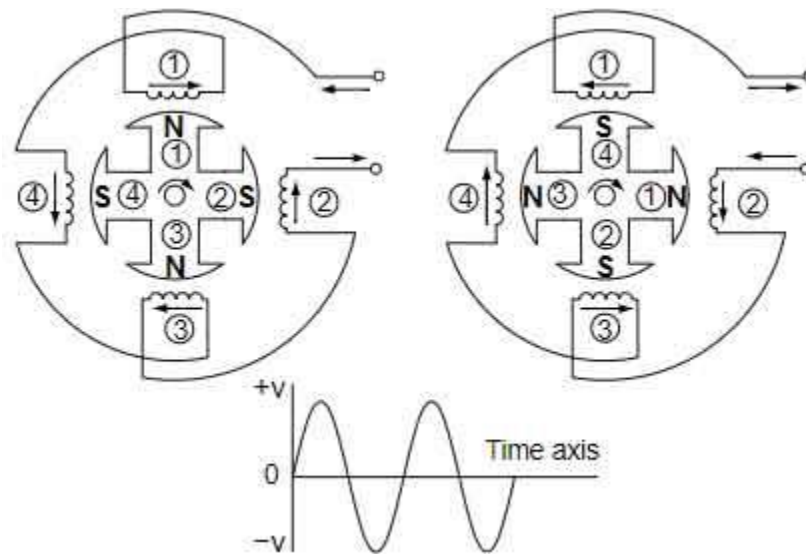 ① ①
N S
① ④
④ S ④ ② S ② ④ N ③ ① N ②
③ ②
N S
③ ③
+v
Time axis
0
−v